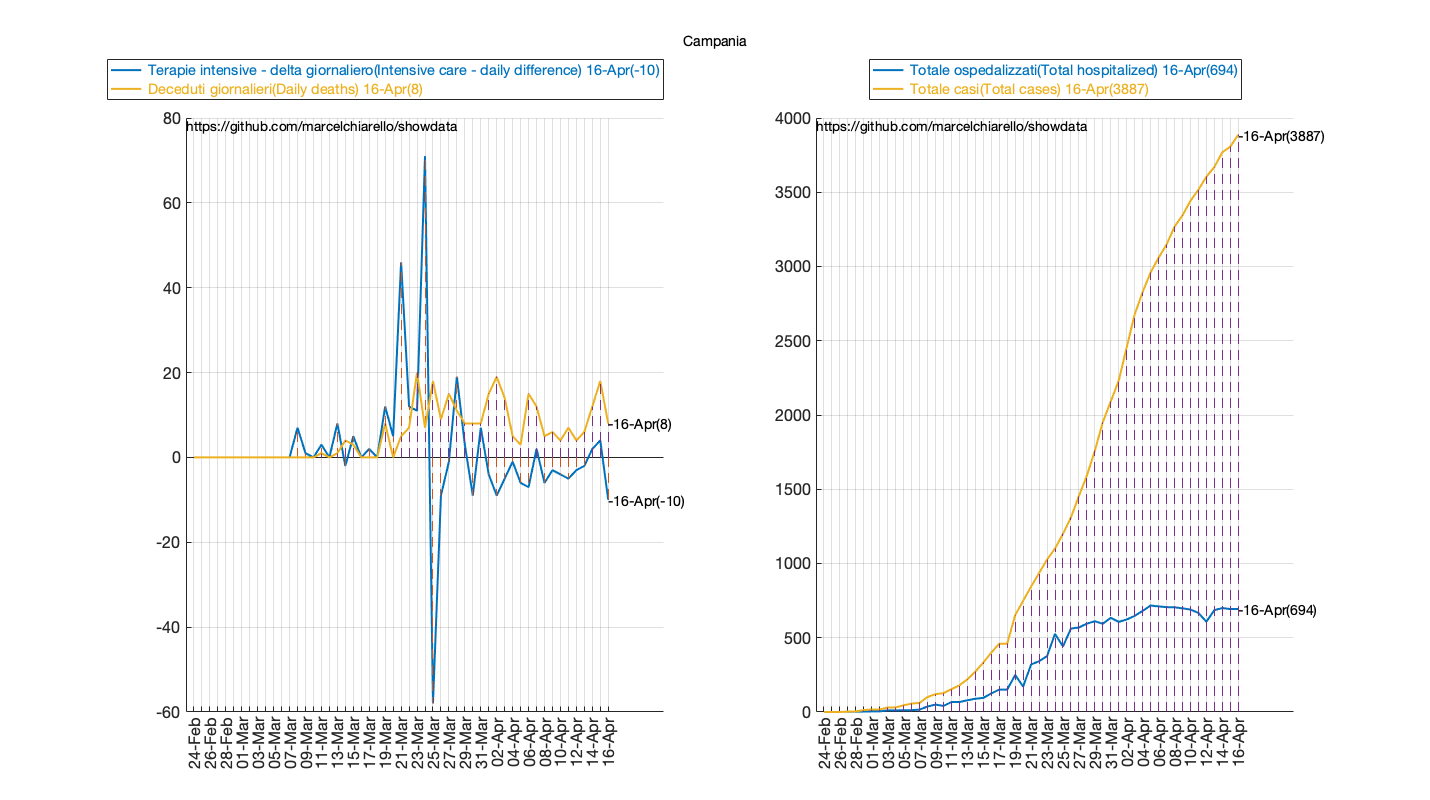 Campania
Terapie intensive - delta giornaliero(Intensive care - daily difference) 16-Apr(-10)
Deceduti giornalieri(Daily deaths) 16-Apr(8)
https://github.com/marcelchiarello/showdata
80
60
40
20
0
-20
-40
-60
-16-Apr(8)
-16-Apr(-10)
24-Feb
26-Feb
28-Feb
01-Mar
03-Mar
05-Mar
07-Mar
09-Mar
11-Mar
13-Mar
15-Mar
17-Mar
19-Mar
21-Mar
23-Mar
25-Mar
27-Mar
29-Mar
31-Mar
02-Apr
04-Apr
06-Apr
08-Apr
10-Apr
12-Apr
14-Apr
16-Apr
Totale ospedalizzati(Total hospitalized) 16-Apr(694)
Totale casi(Total cases) 16-Apr(3887)
https://github.com/marcelchiarello/showdata
4000
3500
3000
2500
2000
1500
1000
500
0
-16-Apr(3887)
-16-Apr(694)
24-Feb
26-Feb
28-Feb
01-Mar
03-Mar
05-Mar
07-Mar
09-Mar
11-Mar
13-Mar
15-Mar
17-Mar
19-Mar
21-Mar
23-Mar
25-Mar
27-Mar
29-Mar
31-Mar
02-Apr
04-Apr
06-Apr
08-Apr
10-Apr
12-Apr
14-Apr
16-Apr